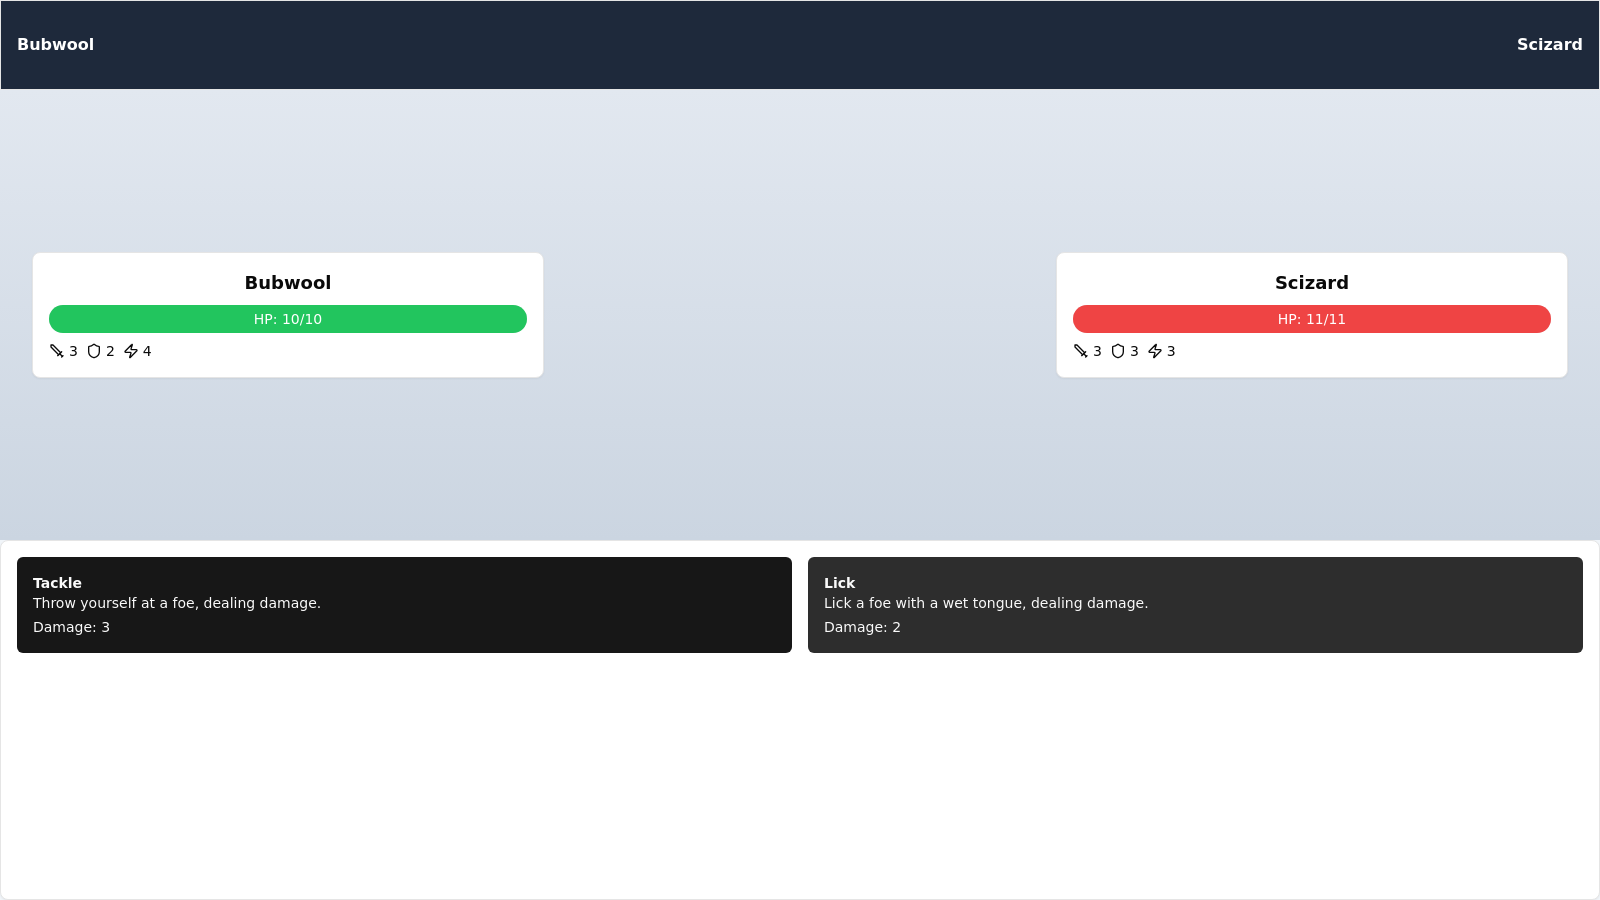 Bubwool
Scizard
Bubwool
HP: 10/10
3 2 4
Scizard
HP: 11/11
3 3 3
Tackle
Throw yourself at a foe, dealing damage.
Damage: 3
Lick
Lick a foe with a wet tongue, dealing damage.
Damage: 2